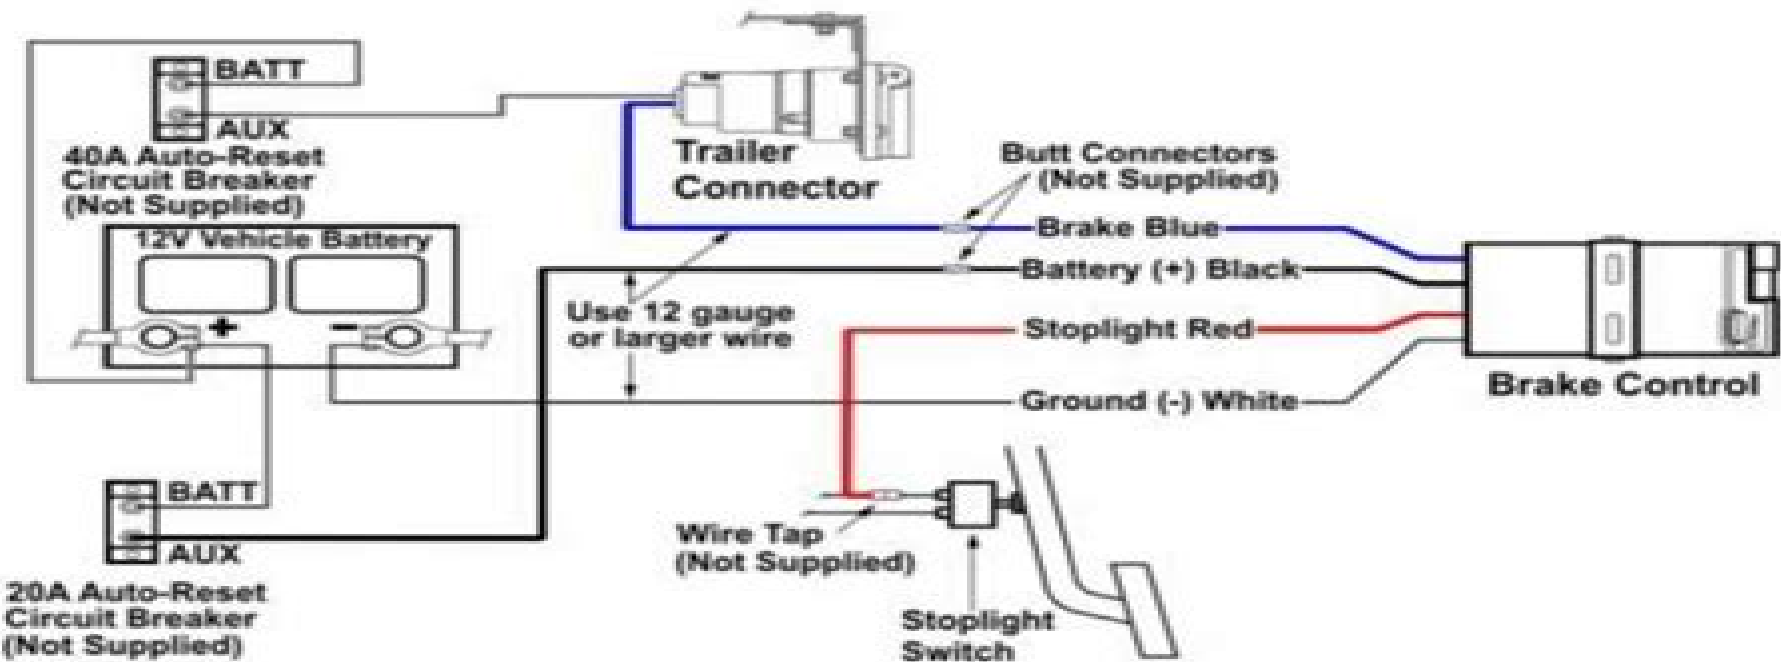 BATT
AUX
40A Auto-Reset
Circuit Breaker
(Not Supplied)
12V Vehicle Battery
+ −
Trailer
Connector
Butt Connectors
(Not Supplied)
Brake Blue
Battery (+) Black
Use 12 gauge
or larger wire
Stoplight Red
Ground (-) White
Brake Control
BATT
AUX
20A Auto-Reset
Circuit Breaker
(Not Supplied)
Wire Tap
(Not Supplied)
Stoplight
Switch